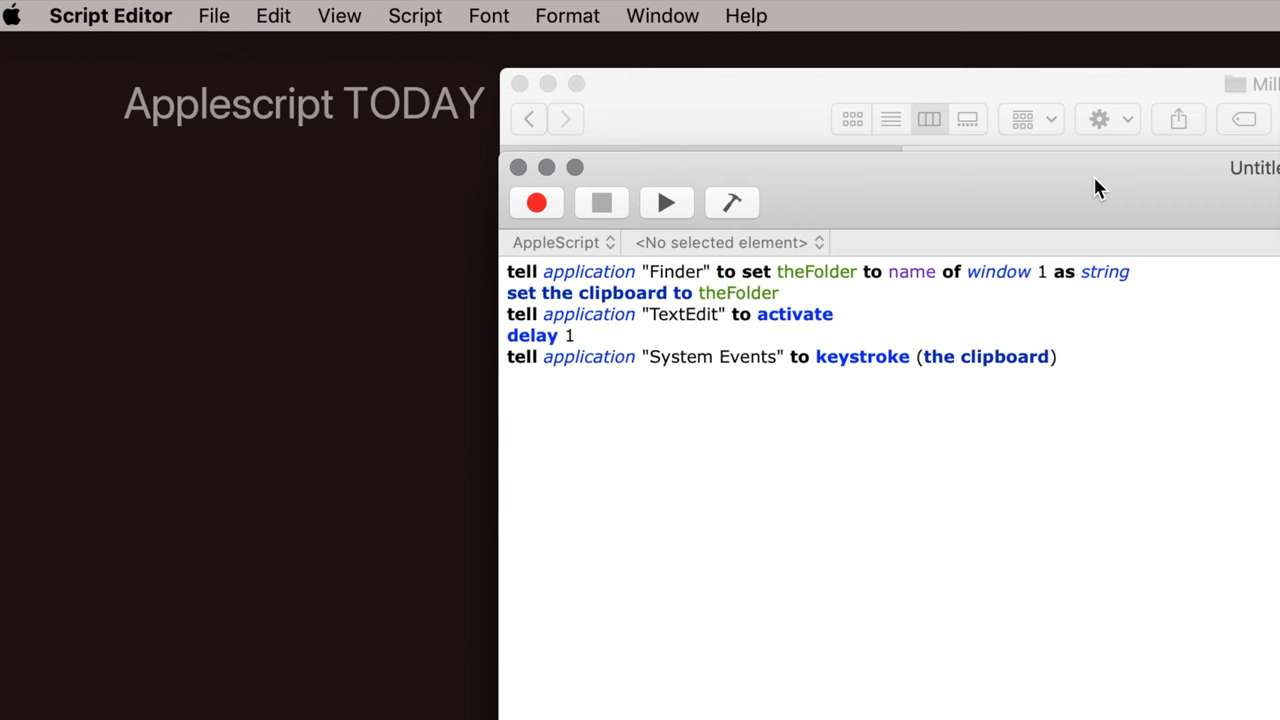 Script Editor File Edit View Script Font Format Window Help
Applescript TODAY
AppleScript <No selected element>
tell application "Finder" to set theFolder to name of window 1 as string
set the clipboard to theFolder
tell application "TextEdit" to activate
delay 1
tell application "System Events" to keystroke (the clipboard)